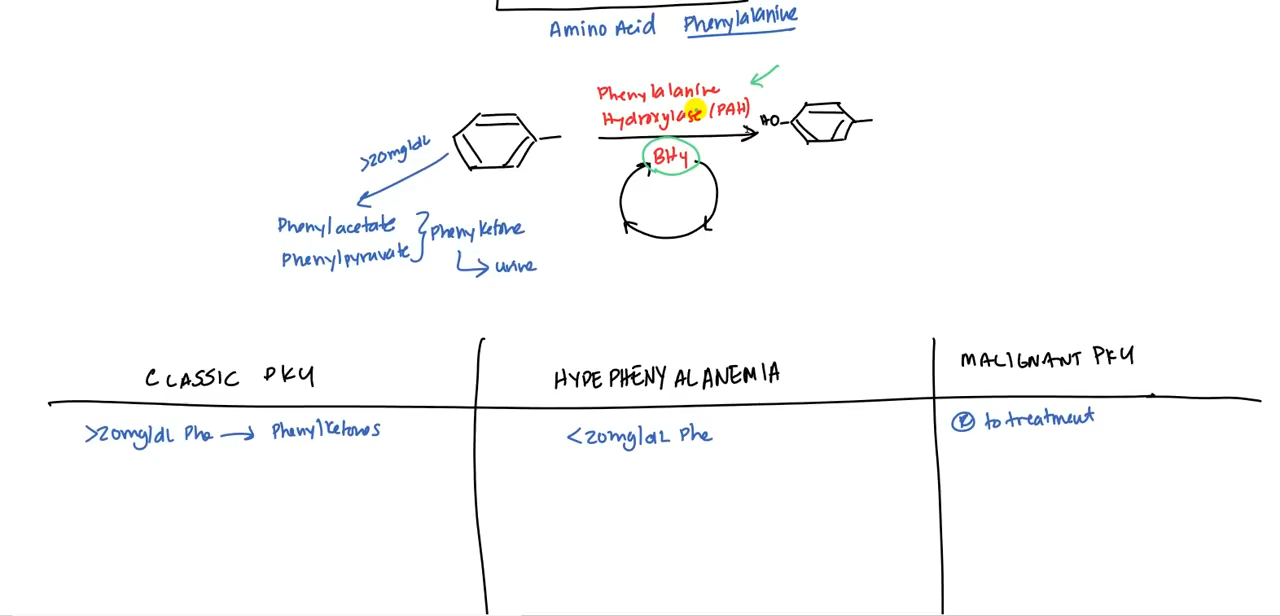 Amino Acid Phenylalanine
Phenylalanine
Hydroxylase (PAH)
HO
>20mg/dL
BH4
Phenylacetate
Phenylketone
Phenylpyruvate
urine
CLASSIC PKU
HYPEPHENYALANEMIA
MALIGNANT PKU
>20mg/dL Phe → Phenylketones
<20mg/dL Phe
Ⓡ to treatment